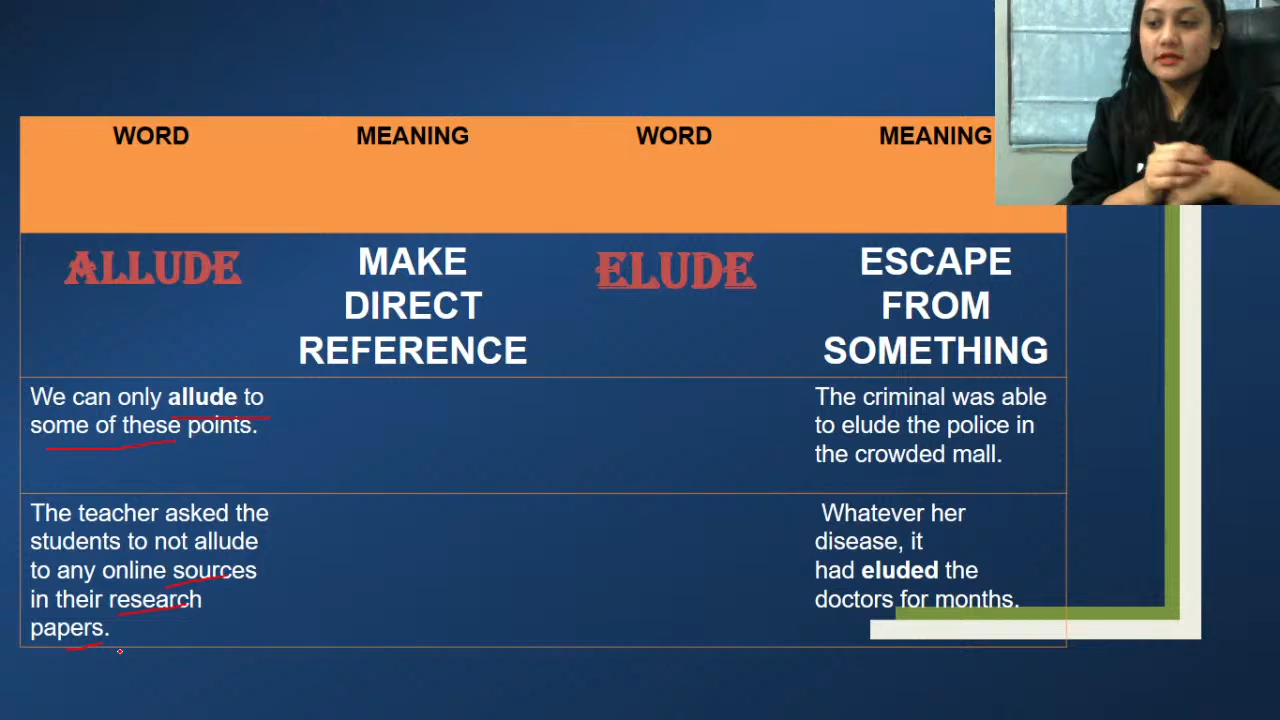 WORD MEANING WORD MEANING
ALLUDE
MAKE
DIRECT
REFERENCE
ELUDE
ESCAPE
FROM
SOMETHING
We can only allude to
some of these points.
The criminal was able
to elude the police in
the crowded mall.
The teacher asked the
students to not allude
to any online sources
in their research
papers.
Whatever her
disease, it
had eluded the
doctors for months.